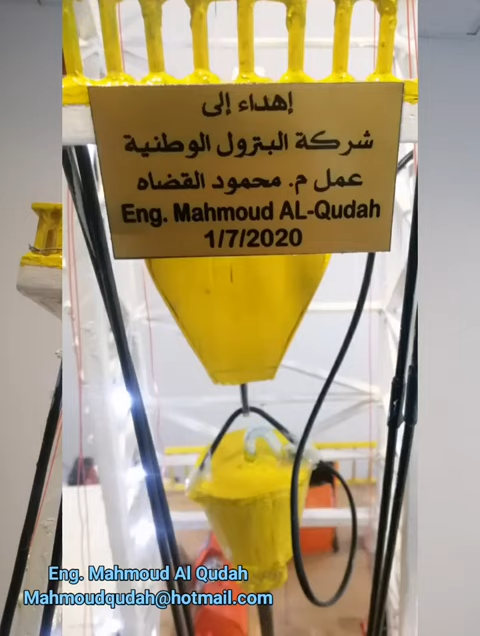 إهداء إلى
شركة البترول الوطنية
عمل م. محمود القضاه
Eng. Mahmoud AL-Qudah
1/7/2020
Eng. Mahmoud Al Qudah
Mahmoudqudah@hotmail.com